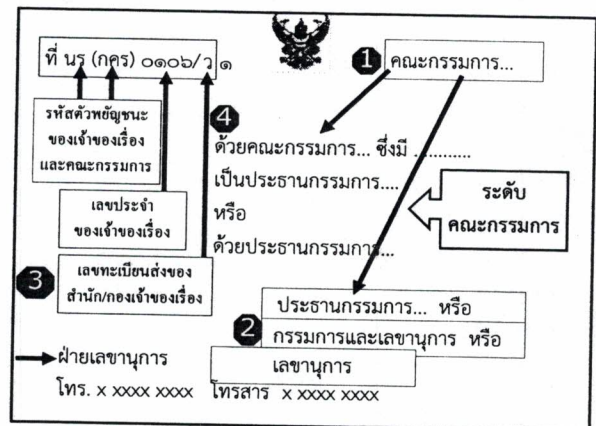 ที่ นร (กคร) ๐๑๐๖/ว ๑
1 คณะกรรมการ...
รหัสตัวพยัญชนะ
ของเจ้าของเรื่อง
และคณะกรรมการ
4
ด้วยคณะกรรมการ... ซึ่งมี ...........
เป็นประธานกรรมการ....
หรือ
ด้วยประธานกรรมการ...
ระดับ
คณะกรรมการ
เลขประจำ
ของเจ้าของเรื่อง
3 เลขทะเบียนส่งของ
สำนัก/กองเจ้าของเรื่อง
2
ประธานกรรมการ... หรือ
กรรมการและเลขานุการ หรือ
เลขานุการ
ฝ่ายเลขานุการ
โทร. x xxxx xxxx โทรสาร x xxxx xxxx